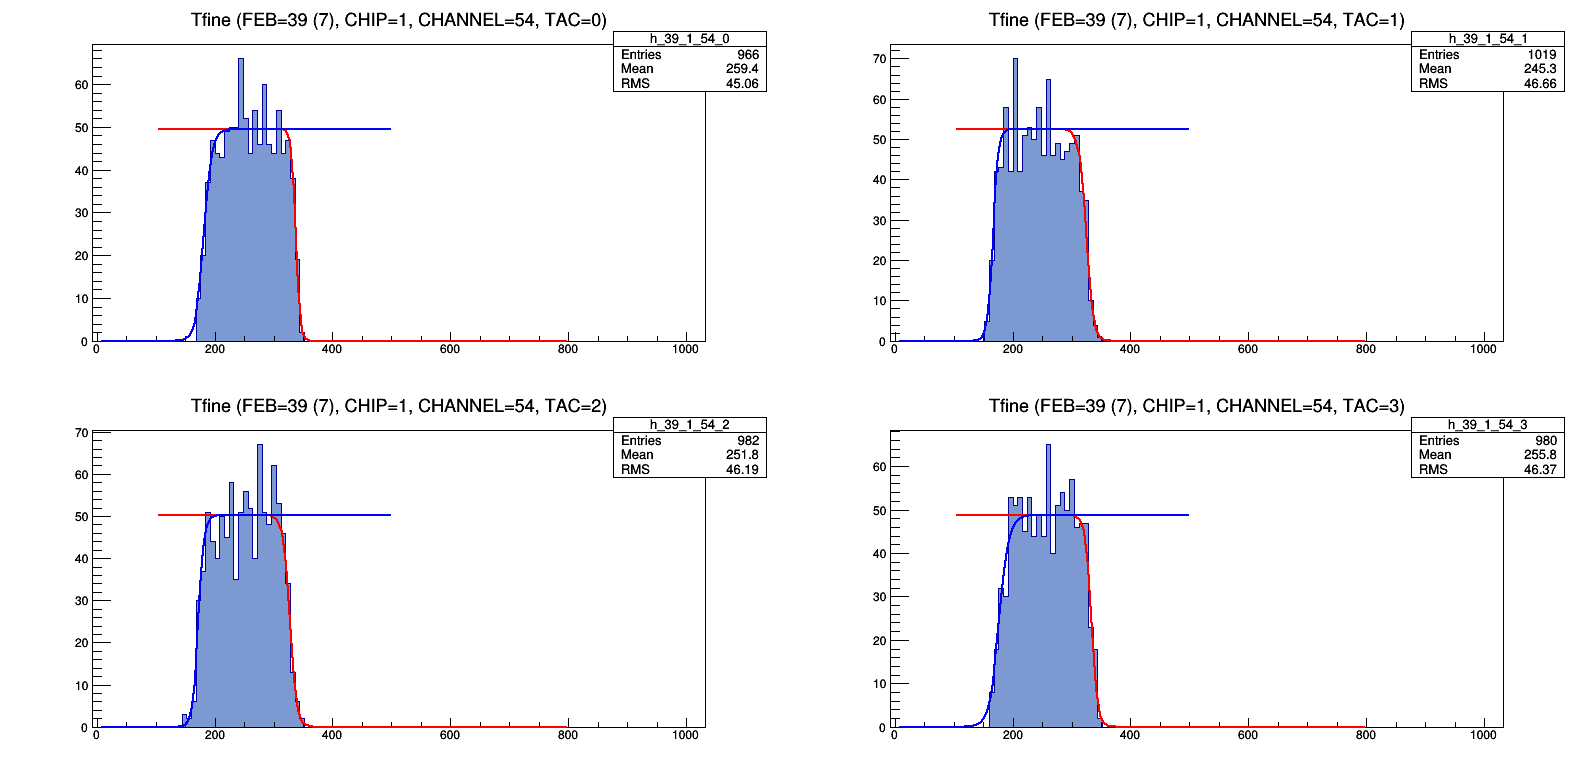 Tfine (FEB=39 (7), CHIP=1, CHANNEL=54, TAC=0)
h_39_1_54_0
Entries 966
Mean 259.4
RMS 45.06
60
50
40
30
20
10
0
0 200 400 600 800 1000
Tfine (FEB=39 (7), CHIP=1, CHANNEL=54, TAC=1)
h_39_1_54_1
Entries 1019
Mean 245.3
RMS 46.66
70
60
50
40
30
20
10
0
0 200 400 600 800 1000
Tfine (FEB=39 (7), CHIP=1, CHANNEL=54, TAC=2)
h_39_1_54_2
Entries 982
Mean 251.8
RMS 46.19
70
60
50
40
30
20
10
0
0 200 400 600 800 1000
Tfine (FEB=39 (7), CHIP=1, CHANNEL=54, TAC=3)
h_39_1_54_3
Entries 980
Mean 255.8
RMS 46.37
60
50
40
30
20
10
0
0 200 400 600 800 1000